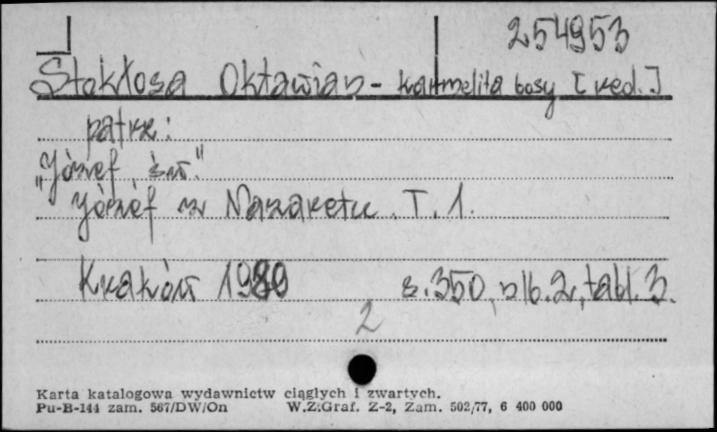 254953
Stokłosa Oktawian - karmelita bosy [red.]
patrz:
"Józef, św."
Józef z Nazaretu. T. 1.
Kraków 1980 s. 350, nlb. 2, tabl. 3.
2
Karta katalogowa wydawnictw ciągłych i zwartych.
Pu-B-144 zam. 567/DW/On W.Z.Graf. Z-2, Zam. 502/77, 6 400 000